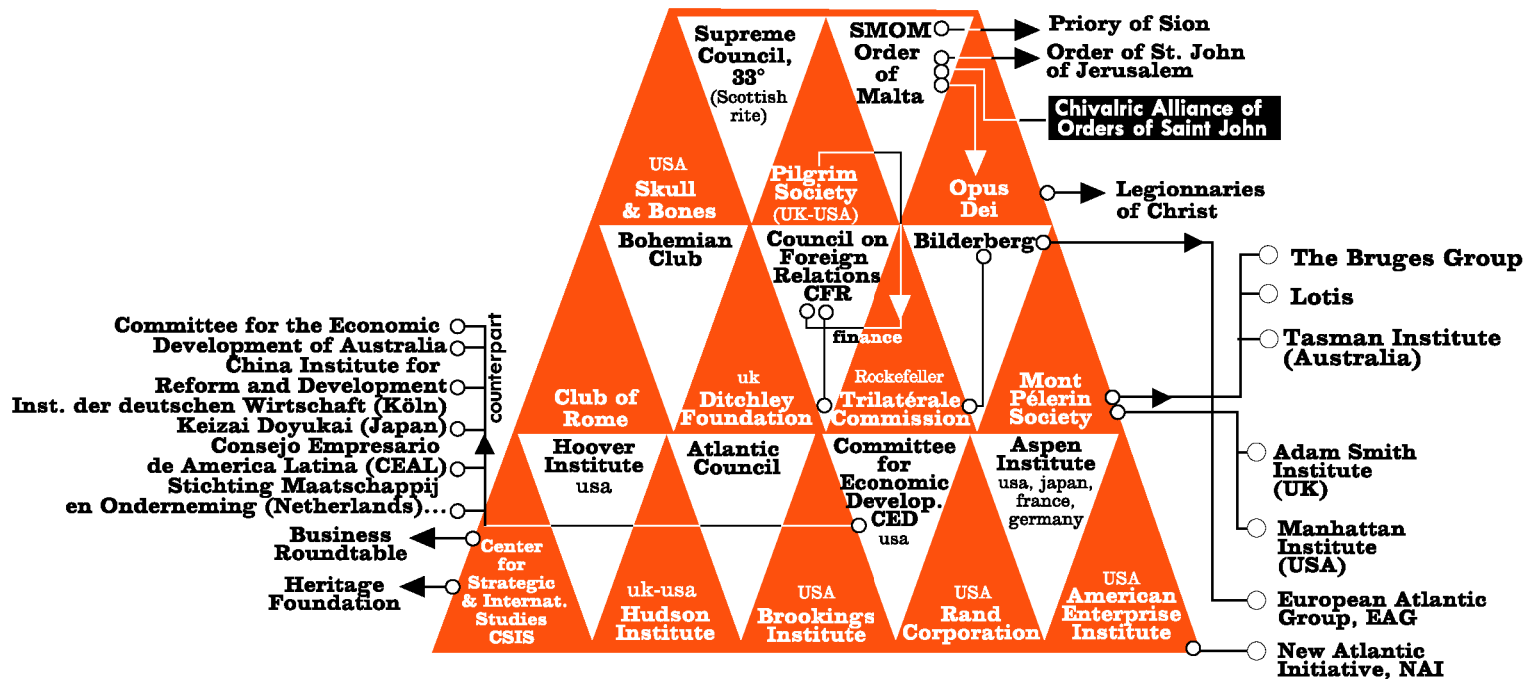 Supreme
Council,
33°
(Scottish
rite)
SMOM
Order
of
Malta
Priory of Sion
Order of St. John
of Jerusalem
Chivalric Alliance of
Orders of Saint John
USA
Skull
& Bones
Pilgrim
Society
(UK-USA)
Opus
Dei
Legionnaries
of Christ
Bohemian
Club
Council on
Foreign
Relations
CFR
Bilderberg
finance
The Bruges Group
Lotis
Tasman Institute
(Australia)
counterpart
Committee for the Economic
Development of Australia
China Institute for
Reform and Development
Inst. der deutschen Wirtschaft (Köln)
Keizai Doyukai (Japan)
Consejo Empresario
de America Latina (CEAL)
Stichting Maatschappij
en Onderneming (Netherlands)...
Business
Roundtable
Heritage
Foundation
Club of
Rome
uk
Ditchley
Foundation
Rockefeller
Trilatérale
Commission
Mont
Pélerin
Society
Hoover
Institute
usa
Atlantic
Council
Committee
for
Economic
Develop.
CED
usa
Aspen
Institute
usa, japan,
france,
germany
Adam Smith
Institute
(UK)
Manhattan
Institute
(USA)
European Atlantic
Group, EAG
New Atlantic
Initiative, NAI
Center
for
Strategic
& Internat.
Studies
CSIS
uk-usa
Hudson
Institute
USA
Brookings
Institute
USA
Rand
Corporation
USA
American
Enterprise
Institute